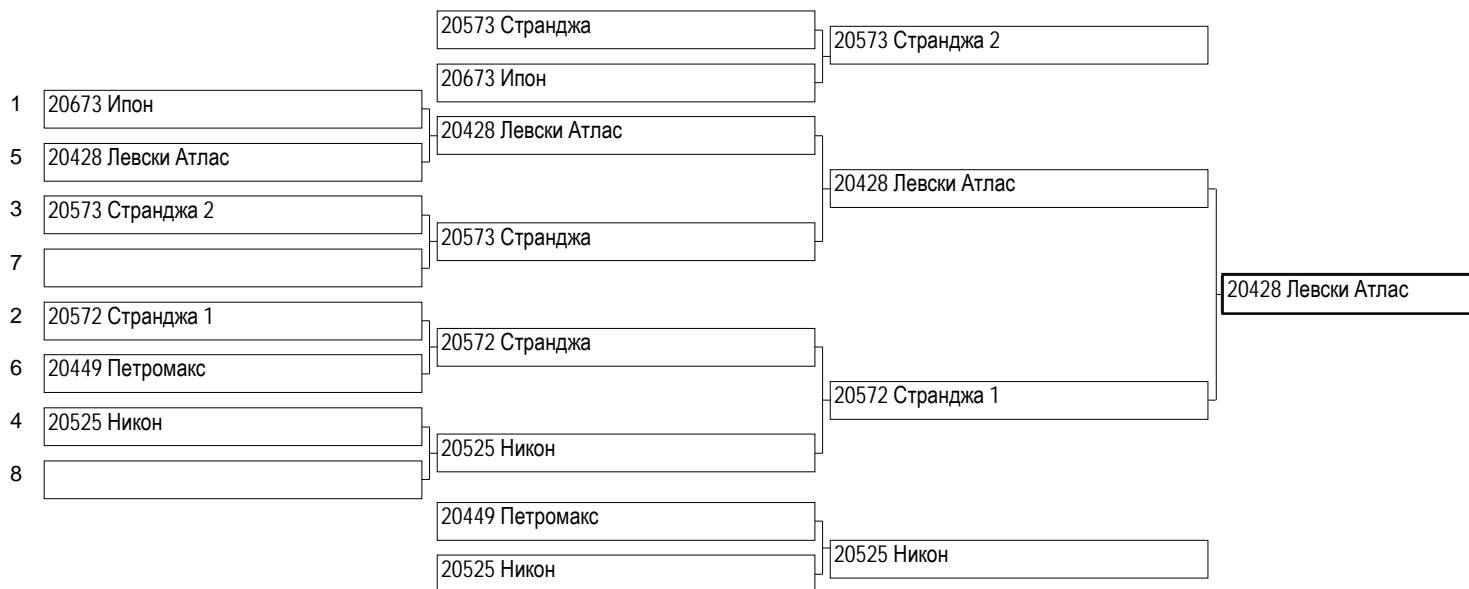 20573 Странджа
20573 Странджа 2
20673 Ипон
1 20673 Ипон
20428 Левски Атлас
5 20428 Левски Атлас
20428 Левски Атлас
3 20573 Странджа 2
20573 Странджа
7
20428 Левски Атлас
2 20572 Странджа 1
20572 Странджа
6 20449 Петромакс
20572 Странджа 1
4 20525 Никон
20525 Никон
8
20449 Петромакс
20525 Никон
20525 Никон